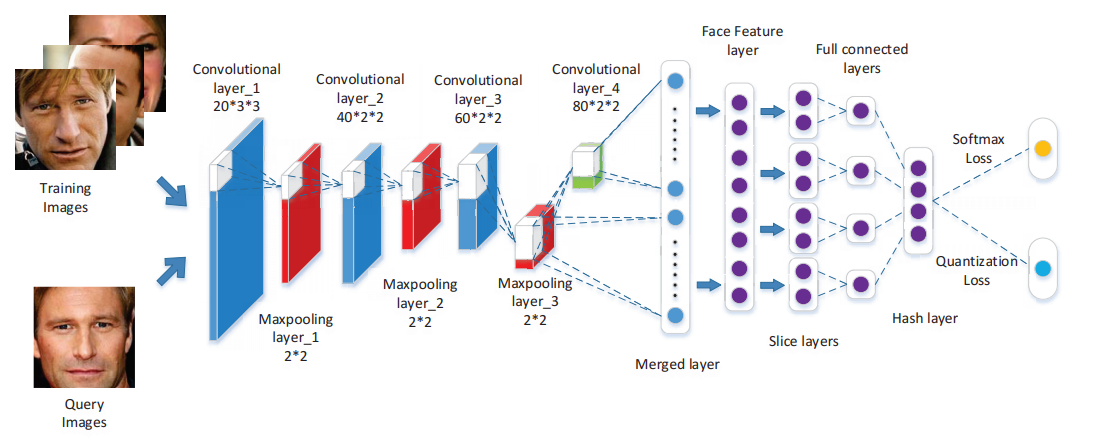 Training
Images
Query
Images
Convolutional
layer_1
20*3*3
Maxpooling
layer_1
2*2
Convolutional
layer_2
40*2*2
Maxpooling
layer_2
2*2
Convolutional
layer_3
60*2*2
Maxpooling
layer_3
2*2
Convolutional
layer_4
80*2*2
Merged layer
Face Feature
layer
Slice layers
Full connected
layers
Hash layer
Softmax
Loss
Quantization
Loss